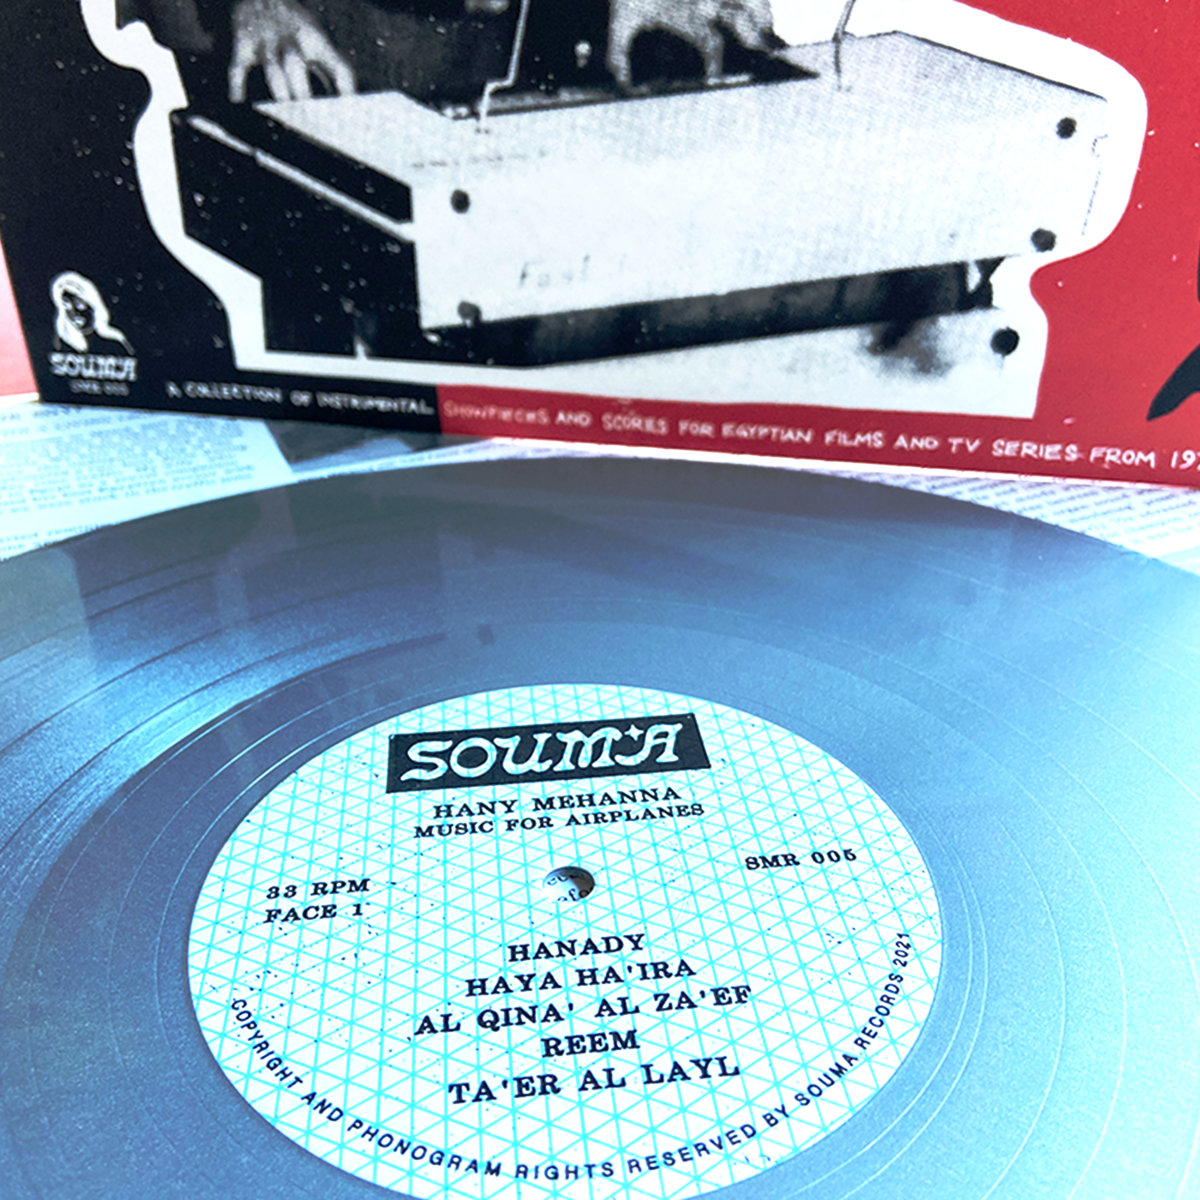 Fast
SOUMA
A COLLECTION OF INSTRUMENTAL SHOWPIECES AND SCORES FOR EGYPTIAN FILMS AND TV SERIES FROM 197
SOUMA
HANY MEHANNA
MUSIC FOR AIRPLANES
SMR 005
33 RPM
FACE 1
HANADY
HAYA HA'IRA
AL QINA' AL ZA'EF
REEM
TA'ER AL LAYL
COPYRIGHT AND PHONOGRAM RIGHTS RESERVED BY SOUMA RECORDS 2021